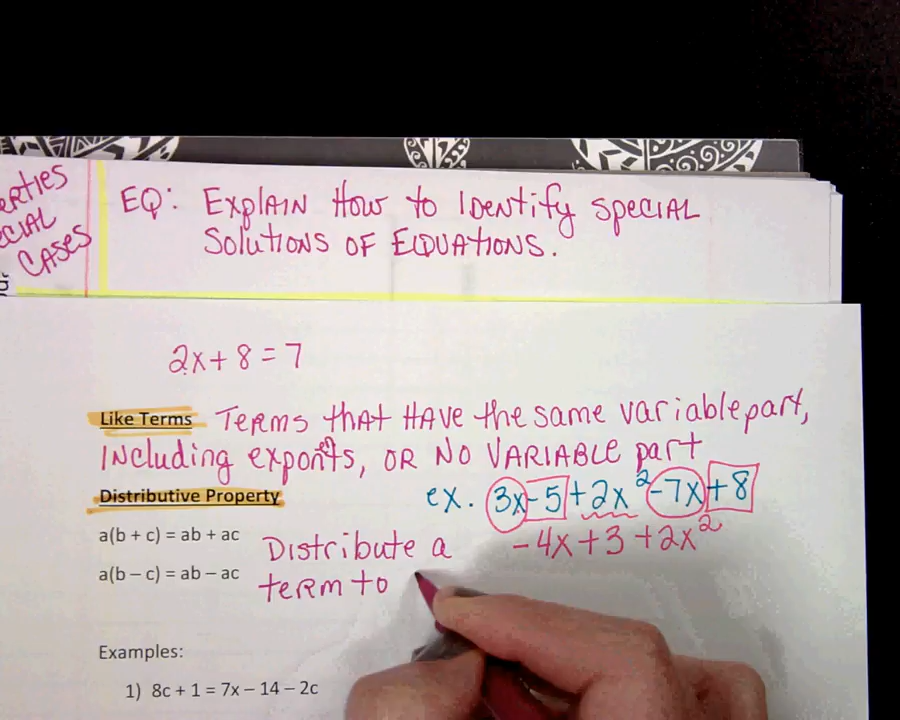 EQ: Explain How to Identify special
Solutions of Equations.
CASES
2x + 8 = 7
Like Terms Terms that have the same variable part,
Including exponts, or no variable part
Distributive Property
ex. 3x - 5 + 2x² - 7x + 8
a(b + c) = ab + ac
- 4x + 3 + 2x²
Distribute a
a(b – c) = ab – ac
term to
Examples:
1) 8c + 1 = 7x – 14 – 2c